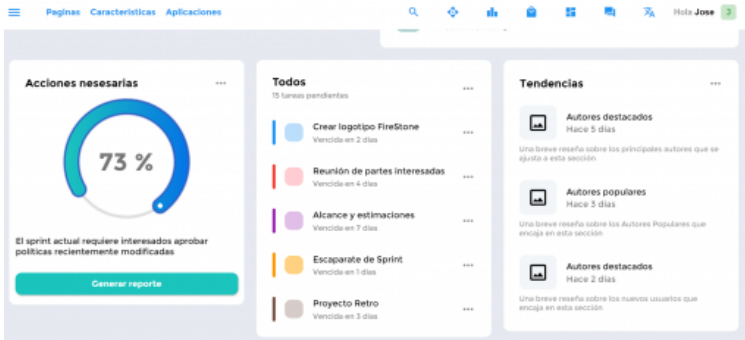 Paginas Características Aplicaciones
Hola Jose J
Acciones nesesarias
73 %
El sprint actual requiere interesados aprobar
políticas recientemente modificadas
Generar reporte
Todos
15 tareas pendientes
Crear logotipo FireStone
Vencida en 2 días
Reunión de partes interesadas
Vencida en 4 días
Alcance y estimaciones
Vencida en 7 días
Escaparate de Sprint
Vencida en 1 días
Proyecto Retro
Vencida en 3 días
Tendencias
Autores destacados
Hace 5 días
Una breve reseña sobre los principales autores que se
ajusta a esta sección
Autores populares
Hace 3 días
Una breve reseña sobre los Autores Populares que
encaja en esta sección
Autores destacados
Hace 2 días
Una breve reseña sobre los nuevos usuarios que
encaja en esta sección